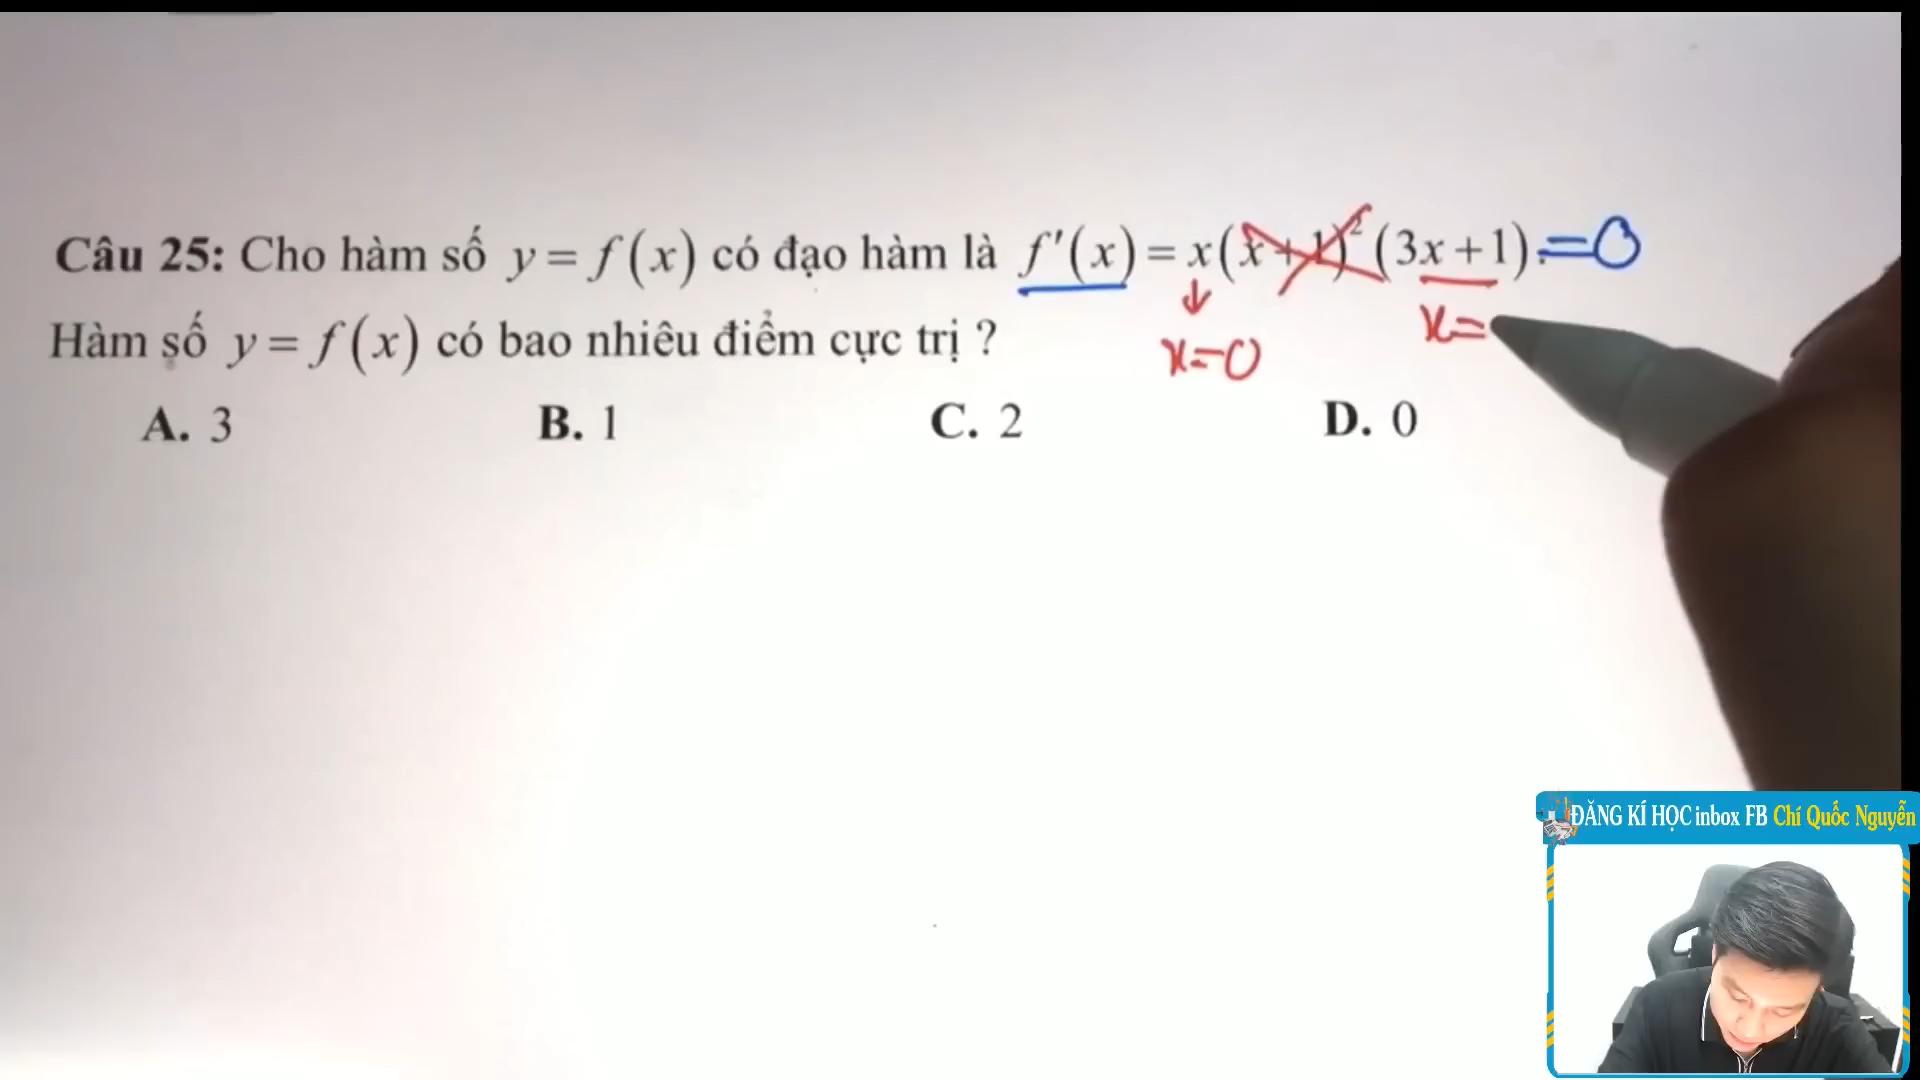 Câu 25: Cho hàm số y = f(x) có đạo hàm là f'(x) = x(x+1)²(3x+1). =0
Hàm số y = f(x) có bao nhiêu điểm cực trị ?
x=0
x=
A. 3 B. 1 C. 2 D. 0
ĐĂNG KÍ HỌC inbox FB Chí Quốc Nguyễn